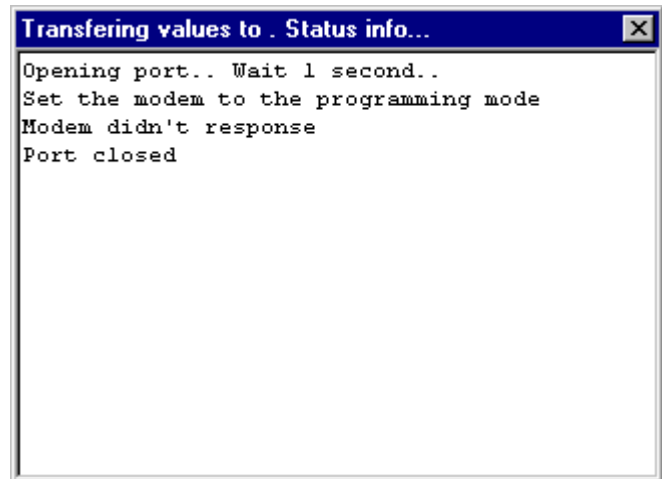 Transfering values to . Status info...
Opening port.. Wait 1 second..
Set the modem to the programming mode
Modem didn't response
Port closed